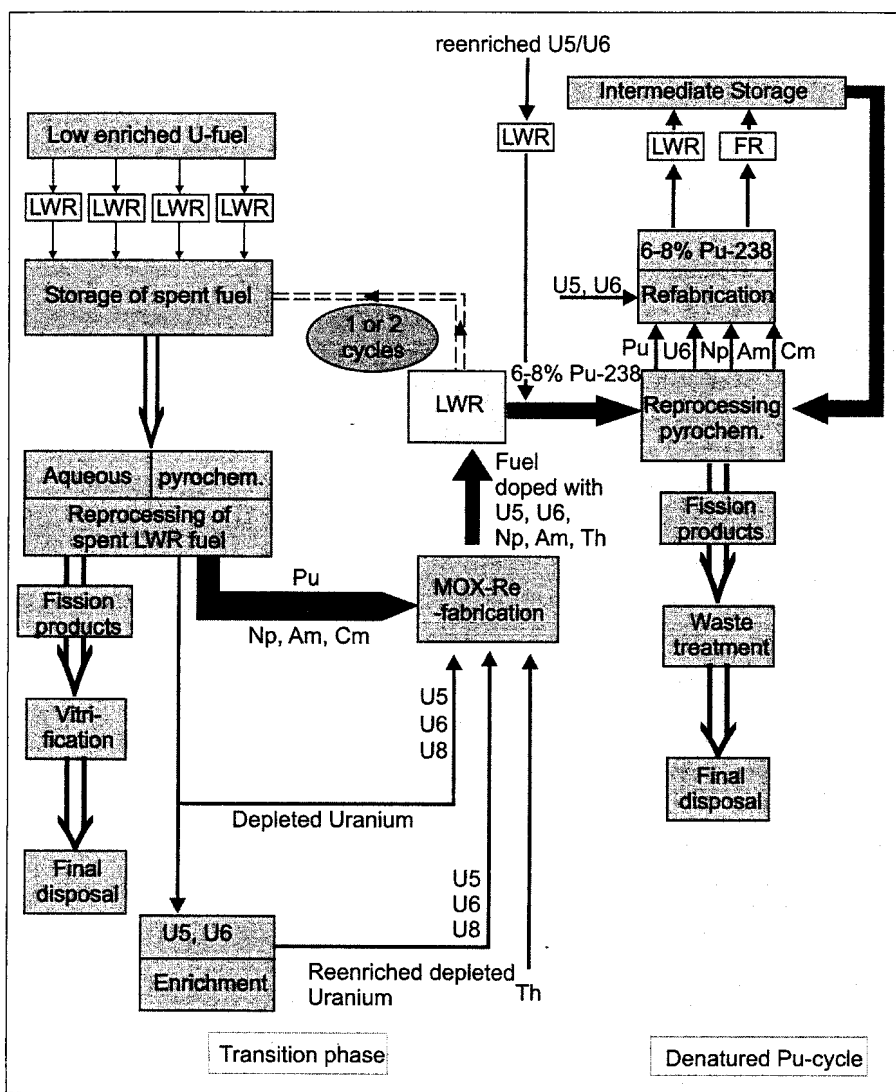 reenriched U5/U6
Intermediate Storage
Low enriched U-fuel
LWR
LWR
FR
LWR
LWR
LWR
LWR
6-8% Pu-238
Storage of spent fuel
U5, U6
Refabrication
1 or 2
cycles
Pu
U6
Np
Am
Cm
6-8% Pu-238
LWR
Reprocessing
pyrochem.
Aqueous
pyrochem.
Fuel
doped with
U5, U6,
Np, Am, Th
Reprocessing of
spent LWR fuel
Fission
products
Pu
MOX-Re
-fabrication
Fission
products
Np, Am, Cm
Waste
treatment
U5
U6
U8
Vitri-
fication
Depleted Uranium
Final
disposal
Final
disposal
U5
U6
U8
U5, U6
Enrichment
Reenriched depleted
Uranium
Th
Transition phase
Denatured Pu-cycle